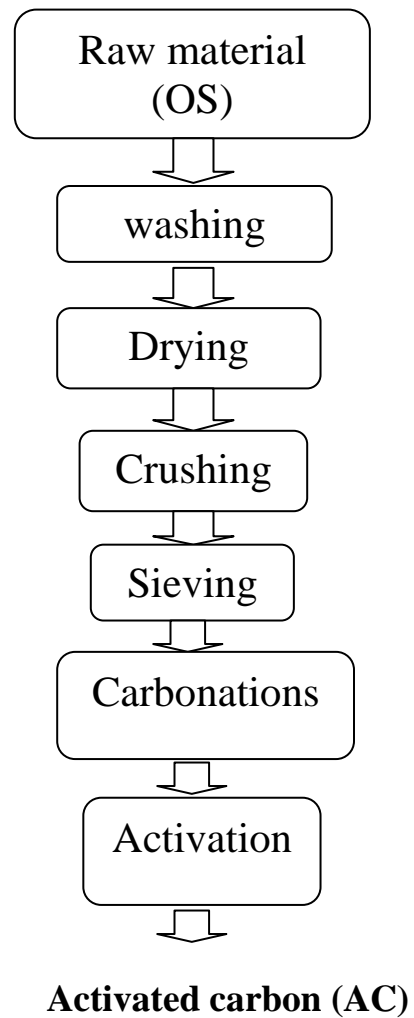 Raw material
(OS)
washing
Drying
Crushing
Sieving
Carbonations
Activation
Activated carbon (AC)